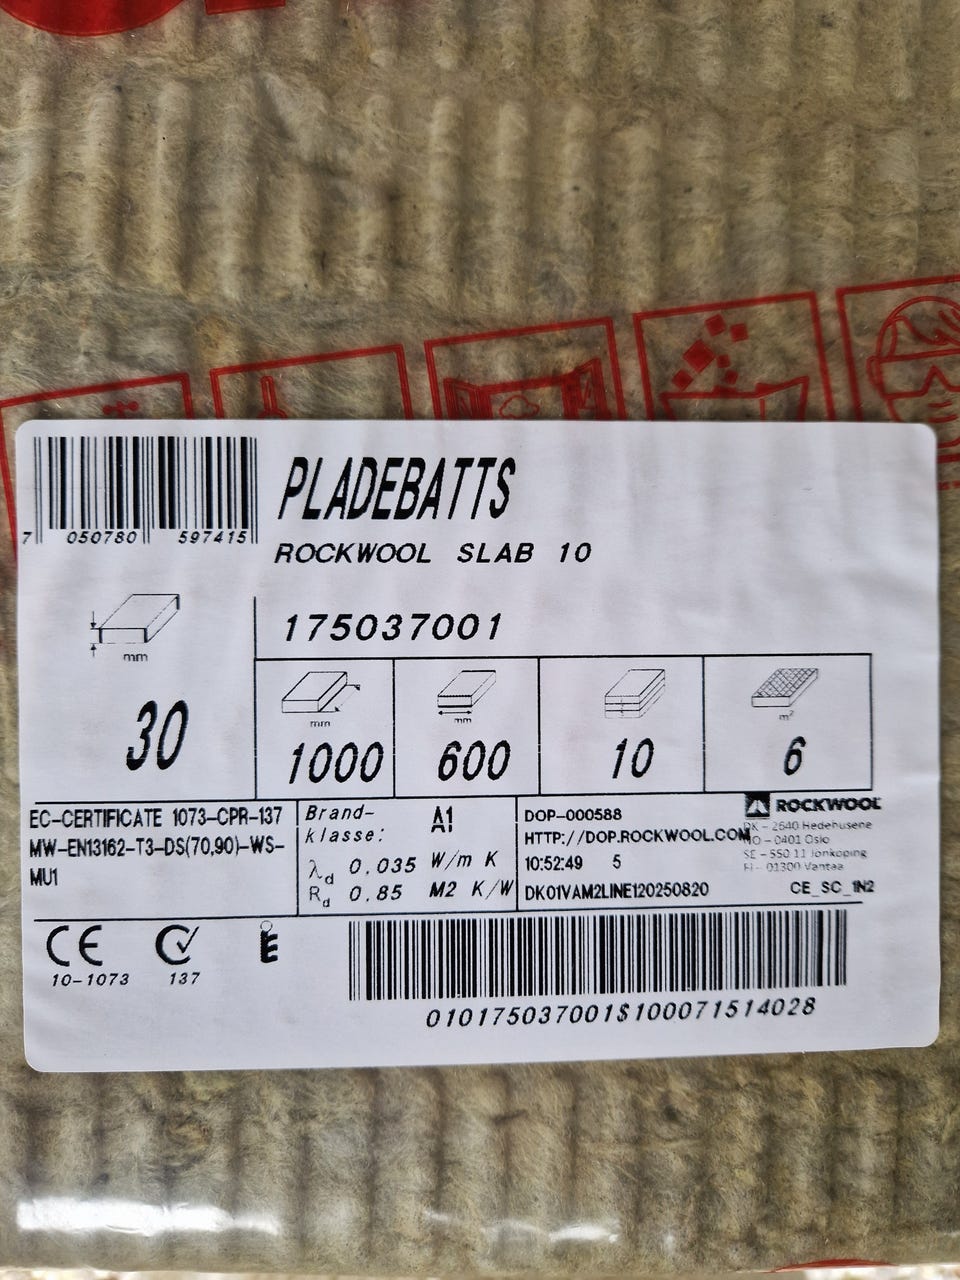 7 050780 597415
PLADEBATTS
ROCKWOOL SLAB 10
175037001
mm
30
mm
1000
mm
600
10
m²
6
EC-CERTIFICATE 1073-CPR-137
MW-EN13162-T3-DS(70,90)-WS-
MU1
Brand-
klasse: A1
λd 0,035 W/m K
Rd 0,85 M2 K/W
DOP-000588
HTTP://DOP.ROCKWOOL.COM
10:52:49 5
DK01VAM2LINE120250820
ROCKWOOL
DK - 2640 Hedehusene
NO - 0401 Oslo
SE - 550 11 Jonkoping
FI - 01300 Vantaa
CE_SC_1N2
CE
10-1073
137
010175037001$100071514028